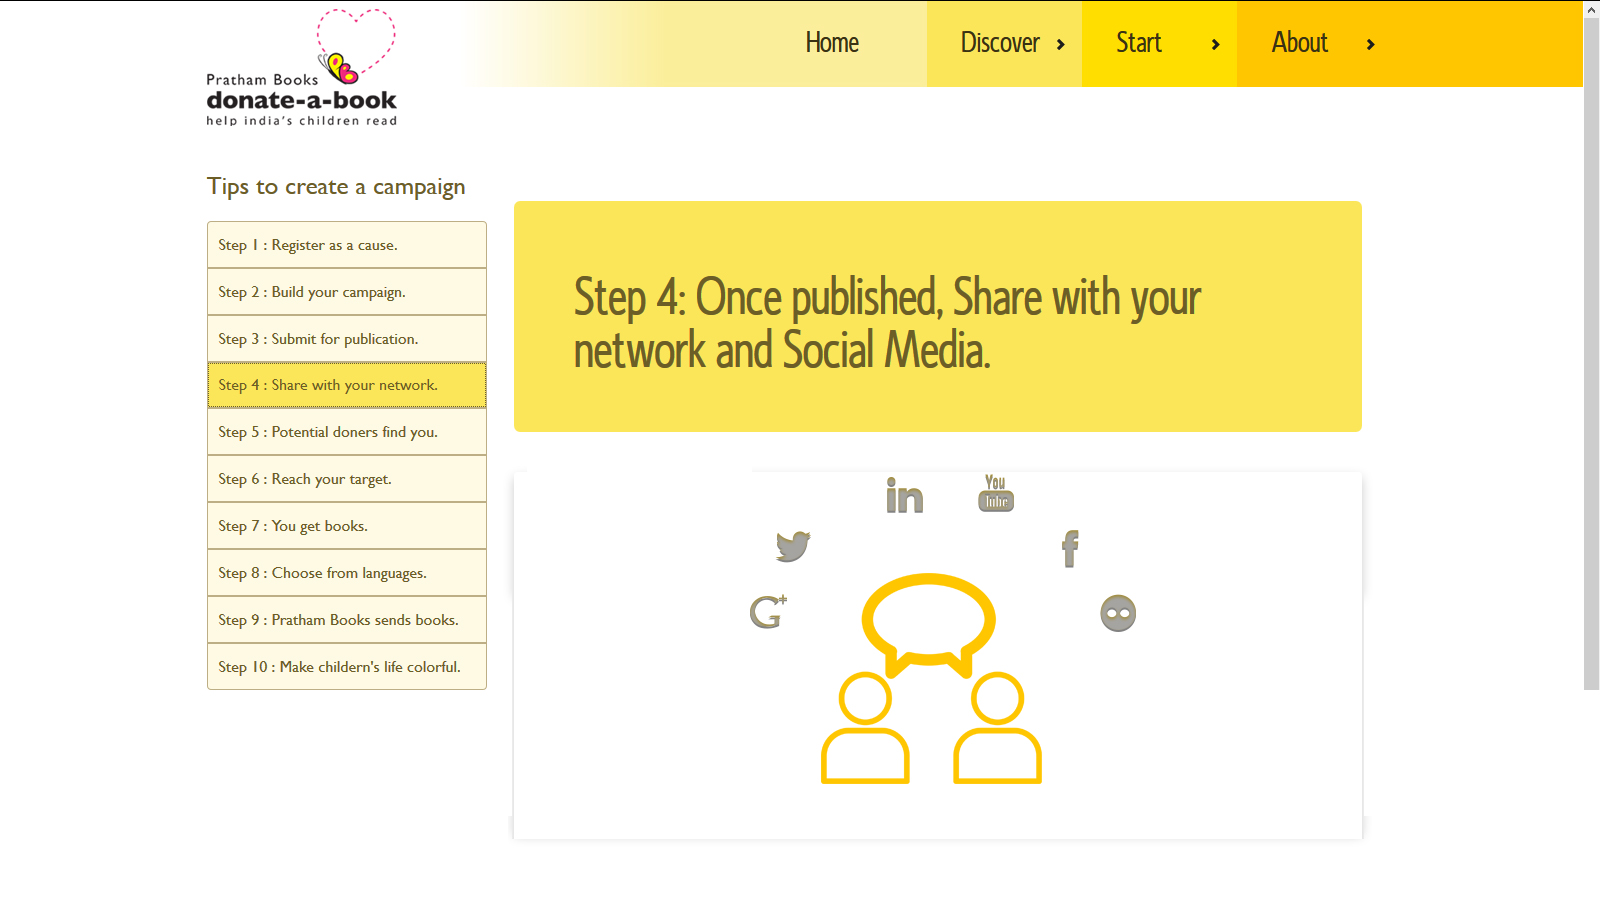 Pratham Books
donate-a-book
help india's children read
Home
Discover
Start
About
Tips to create a campaign
Step 1 : Register as a cause.
Step 2 : Build your campaign.
Step 3 : Submit for publication.
Step 4 : Share with your network.
Step 5 : Potential doners find you.
Step 6 : Reach your target.
Step 7 : You get books.
Step 8 : Choose from languages.
Step 9 : Pratham Books sends books.
Step 10 : Make childern's life colorful.
Step 4: Once published, Share with your
network and Social Media.
in
You
Tube
f
G+